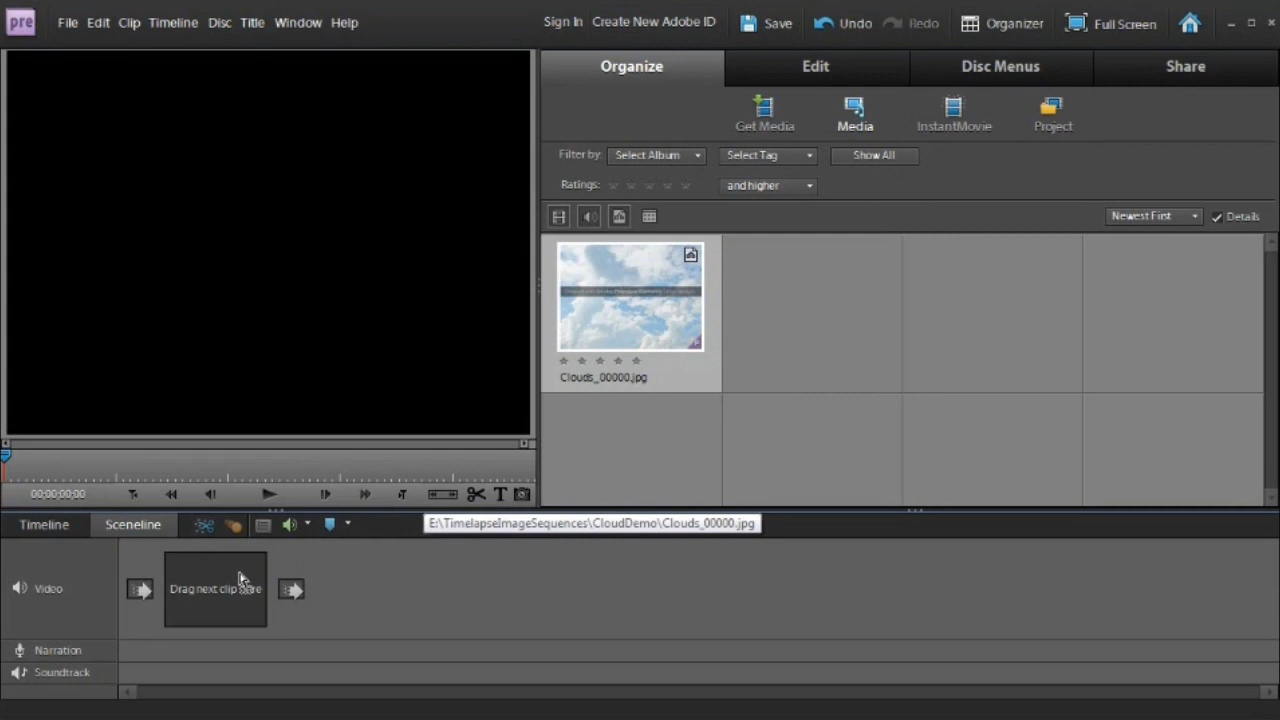 pre File Edit Clip Timeline Disc Title Window Help Sign In Create New Adobe ID Save Undo Redo Organizer Full Screen
Organize Edit Disc Menus Share
Get Media Media InstantMovie Project
Filter by: Select Album Select Tag Show All
Ratings: and higher
Newest First Details
Clouds_00000.jpg
00;00;00;00
Timeline Sceneline E:\TimelapseImageSequences\CloudDemo\Clouds_00000.jpg
Video Drag next clip here
Narration
Soundtrack